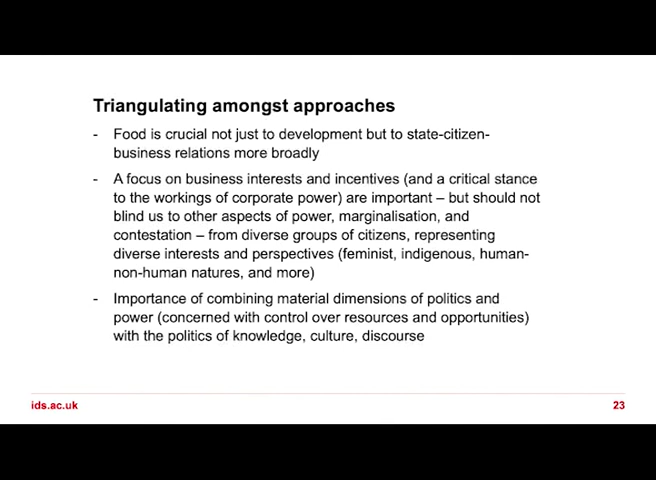 Triangulating amongst approaches
- Food is crucial not just to development but to state-citizen-
business relations more broadly
- A focus on business interests and incentives (and a critical stance
to the workings of corporate power) are important – but should not
blind us to other aspects of power, marginalisation, and
contestation – from diverse groups of citizens, representing
diverse interests and perspectives (feminist, indigenous, human-
non-human natures, and more)
- Importance of combining material dimensions of politics and
power (concerned with control over resources and opportunities)
with the politics of knowledge, culture, discourse
ids.ac.uk
23